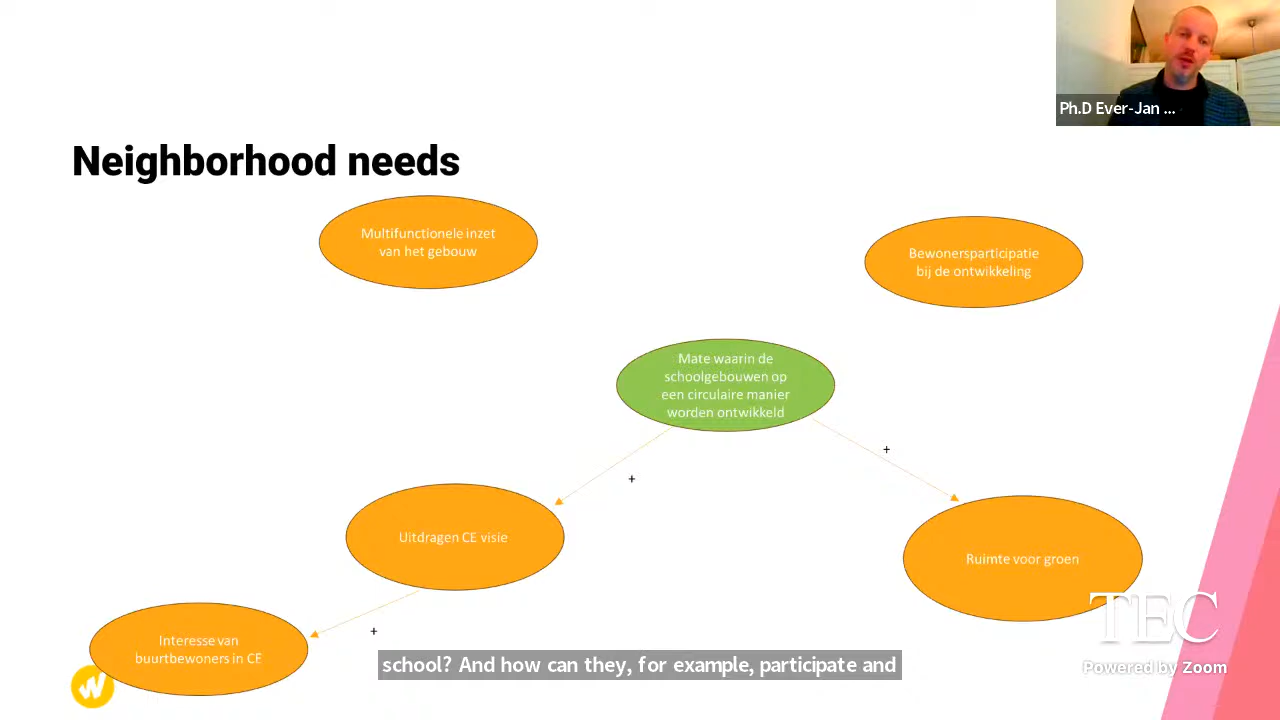 Ph.D Ever-Jan ...
Neighborhood needs
Multifunctionele inzet
van het gebouw
Bewonersparticipatie
bij de ontwikkeling
Mate waarin de
schoolgebouwen op
een circulaire manier
worden ontwikkeld
+
+
Uitdragen CE visie
Ruimte voor groen
+
Interesse van
buurtbewoners in CE
school? And how can they, for example, participate and
TEC
Powered by Zoom
W